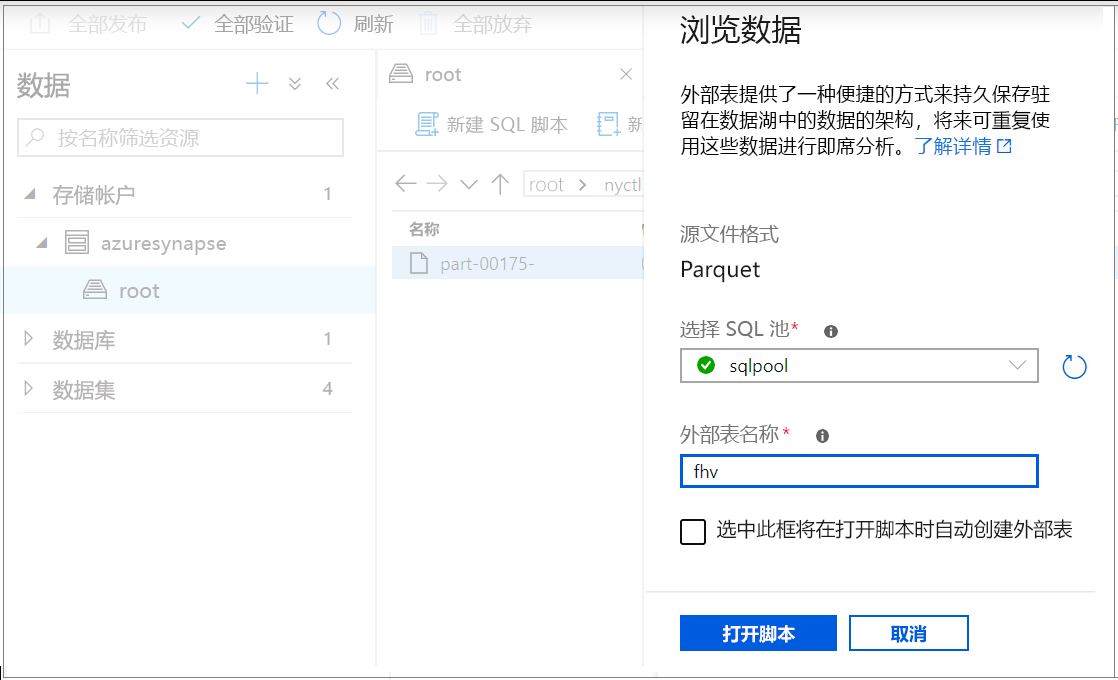 全部发布 全部验证 刷新 全部放弃
数据
按名称筛选资源
存储帐户 1
azuresynapse
root
数据库 1
数据集 4
root
新建 SQL 脚本 新
root nyctl
名称
part-00175-
浏览数据
外部表提供了一种便捷的方式来持久保存驻
留在数据湖中的数据的架构，将来可重复使
用这些数据进行即席分析。了解详情
源文件格式
Parquet
选择 SQL 池*
sqlpool
外部表名称*
fhv
选中此框将在打开脚本时自动创建外部表
打开脚本 取消